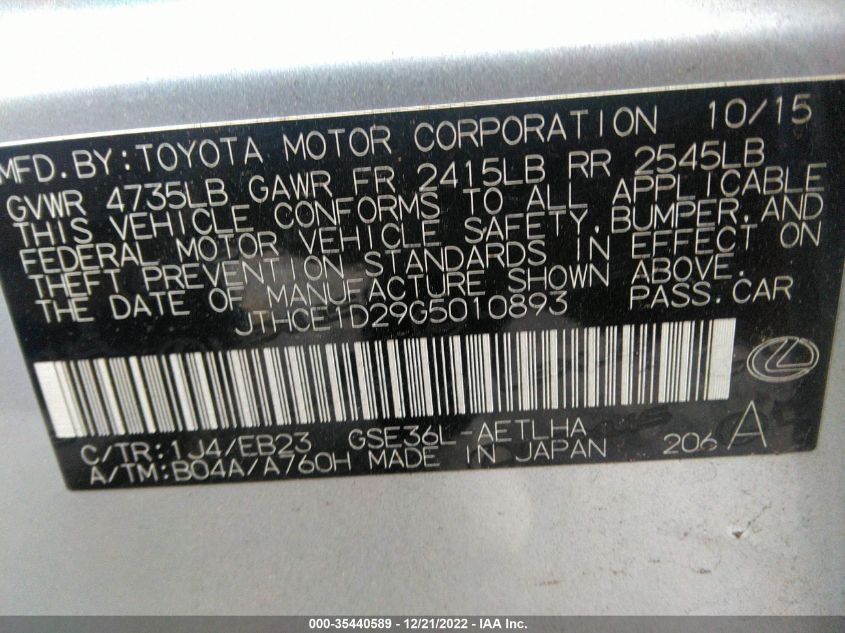 MFD. BY: TOYOTA MOTOR CORPORATION 10/15
GVWR 4735LB GAWR FR 2415LB RR 2545LB
THIS VEHICLE CONFORMS TO ALL APPLICABLE
FEDERAL MOTOR VEHICLE SAFETY, BUMPER, AND
THEFT PREVENTION STANDARDS IN EFFECT ON
THE DATE OF MANUFACTURE SHOWN ABOVE.
JTHCE1D29G5010893 PASS. CAR
C/TR: 1J4/EB23 GSE36L-AETLHA
A/TM: B04A/A760H MADE IN JAPAN 206 A
000-35440589 - 12/21/2022 - IAA Inc.